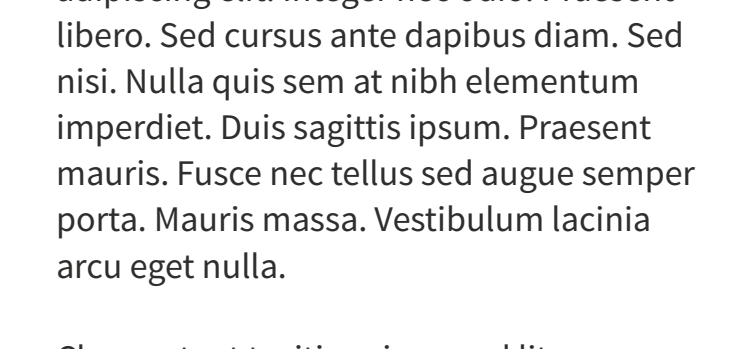 libero. Sed cursus ante dapibus diam. Sed
nisi. Nulla quis sem at nibh elementum
imperdiet. Duis sagittis ipsum. Praesent
mauris. Fusce nec tellus sed augue semper
porta. Mauris massa. Vestibulum lacinia
arcu eget nulla.